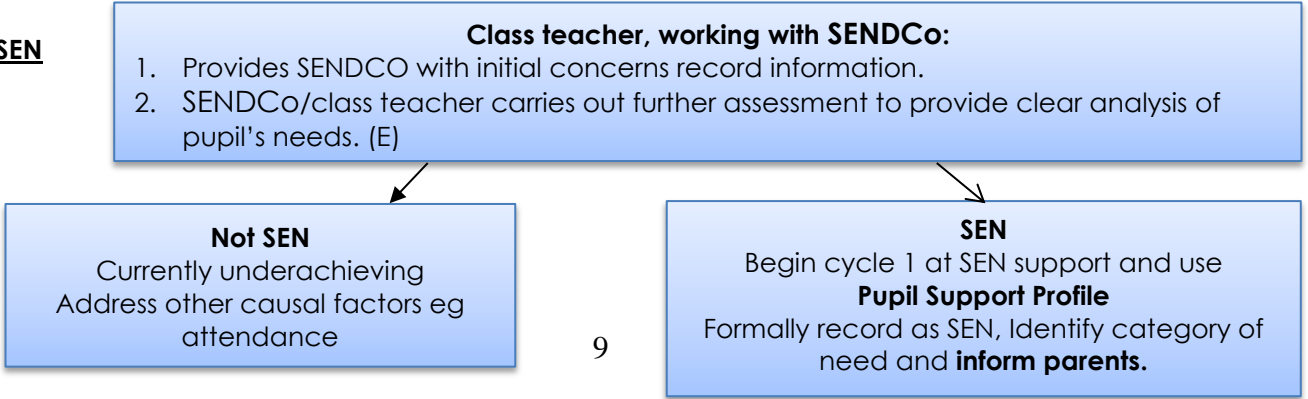 SEN
Class teacher, working with SENDCo:
1. Provides SENDCO with initial concerns record information.
2. SENDCo/class teacher carries out further assessment to provide clear analysis of
pupil's needs. (E)
Not SEN
Currently underachieving
Address other causal factors eg
attendance
SEN
Begin cycle 1 at SEN support and use
Pupil Support Profile
Formally record as SEN, Identify category of
need and inform parents.
9